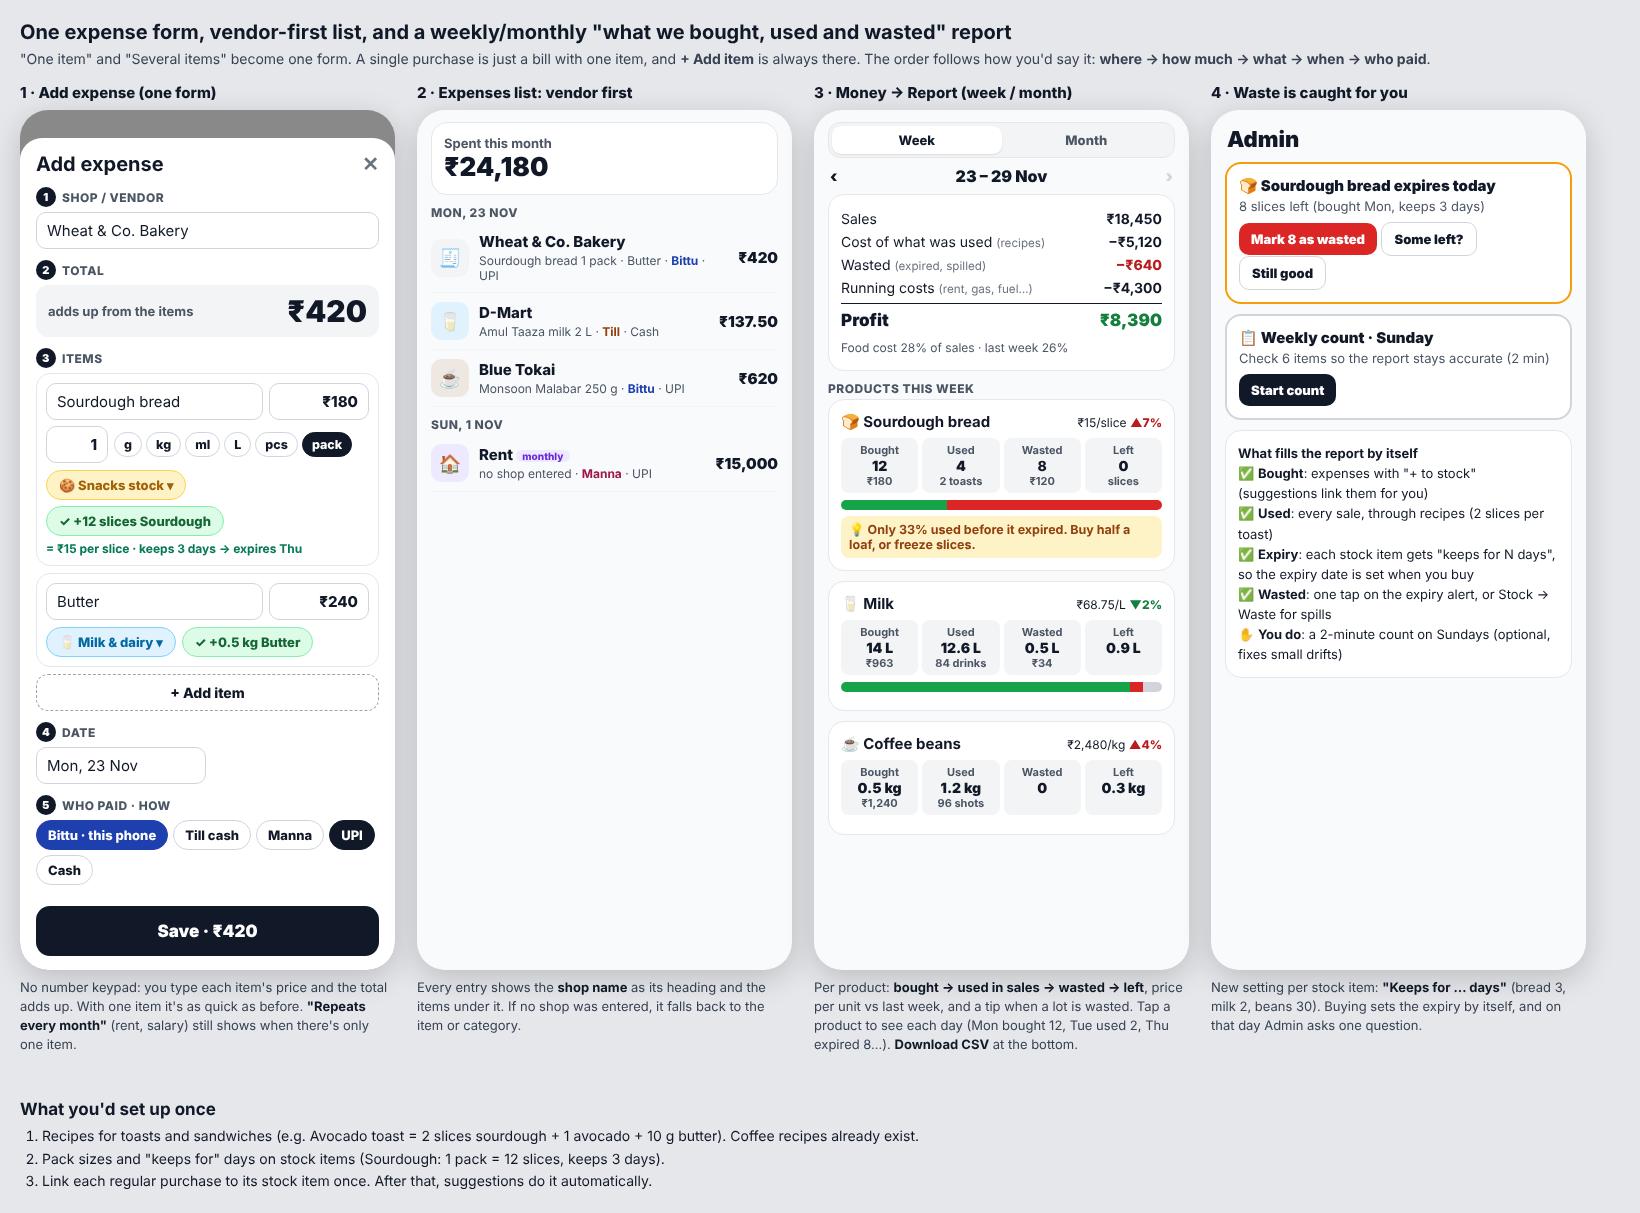 One expense form, vendor-first list, and a weekly/monthly "what we bought, used and wasted" report
"One item" and "Several items" become one form. A single purchase is just a bill with one item, and + Add item is always there. The order follows how you'd say it: where → how much → what → when → who paid.
1 · Add expense (one form)
Add expense
✕
1 SHOP / VENDOR
Wheat & Co. Bakery
2 TOTAL
adds up from the items ₹420
3 ITEMS
Sourdough bread ₹180
1 g kg ml L pcs pack
🍪 Snacks stock ▾
✓ +12 slices Sourdough
= ₹15 per slice · keeps 3 days → expires Thu
Butter ₹240
🥛 Milk & dairy ▾ ✓ +0.5 kg Butter
+ Add item
4 DATE
Mon, 23 Nov
5 WHO PAID · HOW
Bittu · this phone Till cash Manna UPI
Cash
Save · ₹420
No number keypad: you type each item's price and the total
adds up. With one item it's as quick as before. "Repeats
every month" (rent, salary) still shows when there's only
one item.
2 · Expenses list: vendor first
Spent this month
₹24,180
MON, 23 NOV
Wheat & Co. Bakery
Sourdough bread 1 pack · Butter · Bittu ·
UPI
₹420
D-Mart
Amul Taaza milk 2 L · Till · Cash
₹137.50
Blue Tokai
Monsoon Malabar 250 g · Bittu · UPI
₹620
SUN, 1 NOV
Rent monthly
no shop entered · Manna · UPI
₹15,000
Every entry shows the shop name as its heading and the
items under it. If no shop was entered, it falls back to the
item or category.
3 · Money → Report (week / month)
Week Month
‹ 23 – 29 Nov ›
Sales ₹18,450
Cost of what was used (recipes) −₹5,120
Wasted (expired, spilled) −₹640
Running costs (rent, gas, fuel…) −₹4,300
Profit ₹8,390
Food cost 28% of sales · last week 26%
PRODUCTS THIS WEEK
🍞 Sourdough bread ₹15/slice ▲7%
Bought Used Wasted Left
12 4 8 0
₹180 2 toasts ₹120 slices
💡 Only 33% used before it expired. Buy half a
loaf, or freeze slices.
🥛 Milk ₹68.75/L ▼2%
Bought Used Wasted Left
14 L 12.6 L 0.5 L 0.9 L
₹963 84 drinks ₹34
☕ Coffee beans ₹2,480/kg ▲4%
Bought Used Wasted Left
0.5 kg 1.2 kg 0 0.3 kg
₹1,240 96 shots
Per product: bought → used in sales → wasted → left, price
per unit vs last week, and a tip when a lot is wasted. Tap a
product to see each day (Mon bought 12, Tue used 2, Thu
expired 8…). Download CSV at the bottom.
4 · Waste is caught for you
Admin
🍞 Sourdough bread expires today
8 slices left (bought Mon, keeps 3 days)
Mark 8 as wasted Some left?
Still good
📋 Weekly count · Sunday
Check 6 items so the report stays accurate (2 min)
Start count
What fills the report by itself
✅ Bought: expenses with "+ to stock"
(suggestions link them for you)
✅ Used: every sale, through recipes (2 slices per
toast)
✅ Expiry: each stock item gets "keeps for N days",
so the expiry date is set when you buy
✅ Wasted: one tap on the expiry alert, or Stock →
Waste for spills
✋ You do: a 2-minute count on Sundays (optional,
fixes small drifts)
New setting per stock item: "Keeps for … days" (bread 3,
milk 2, beans 30). Buying sets the expiry by itself, and on
that day Admin asks one question.
What you'd set up once
1. Recipes for toasts and sandwiches (e.g. Avocado toast = 2 slices sourdough + 1 avocado + 10 g butter). Coffee recipes already exist.
2. Pack sizes and "keeps for" days on stock items (Sourdough: 1 pack = 12 slices, keeps 3 days).
3. Link each regular purchase to its stock item once. After that, suggestions do it automatically.